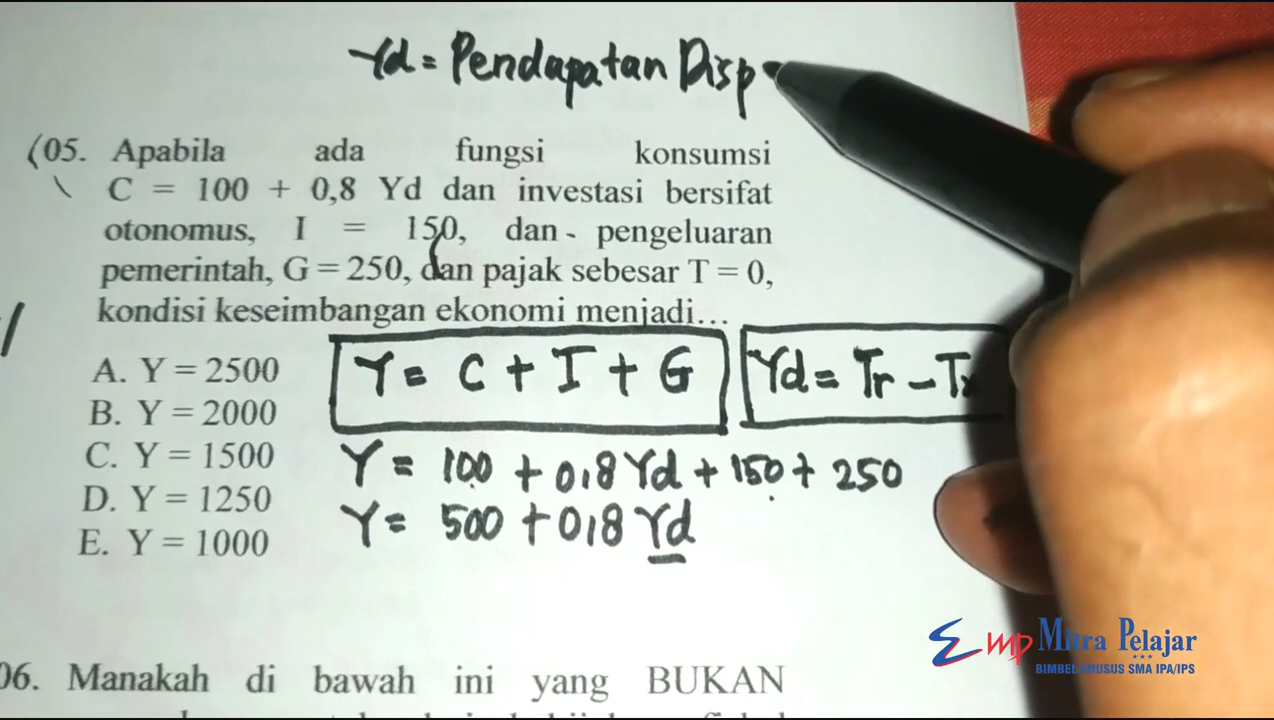 Yd = Pendapatan Disp
05. Apabila ada fungsi konsumsi
C = 100 + 0,8 Yd dan investasi bersifat
otonomus, I = 150, dan pengeluaran
pemerintah, G = 250, dan pajak sebesar T = 0,
kondisi keseimbangan ekonomi menjadi...
A. Y = 2500
B. Y = 2000
C. Y = 1500
D. Y = 1250
E. Y = 1000
Y = C + I + G
Yd = Tr - Tx
Y = 100 + 0,8 Yd + 150 + 250
Y = 500 + 0,8 Yd
06. Manakah di bawah ini yang BUKAN
Emp Mitra Pelajar
BIMBEL KHUSUS SMA IPA/IPS